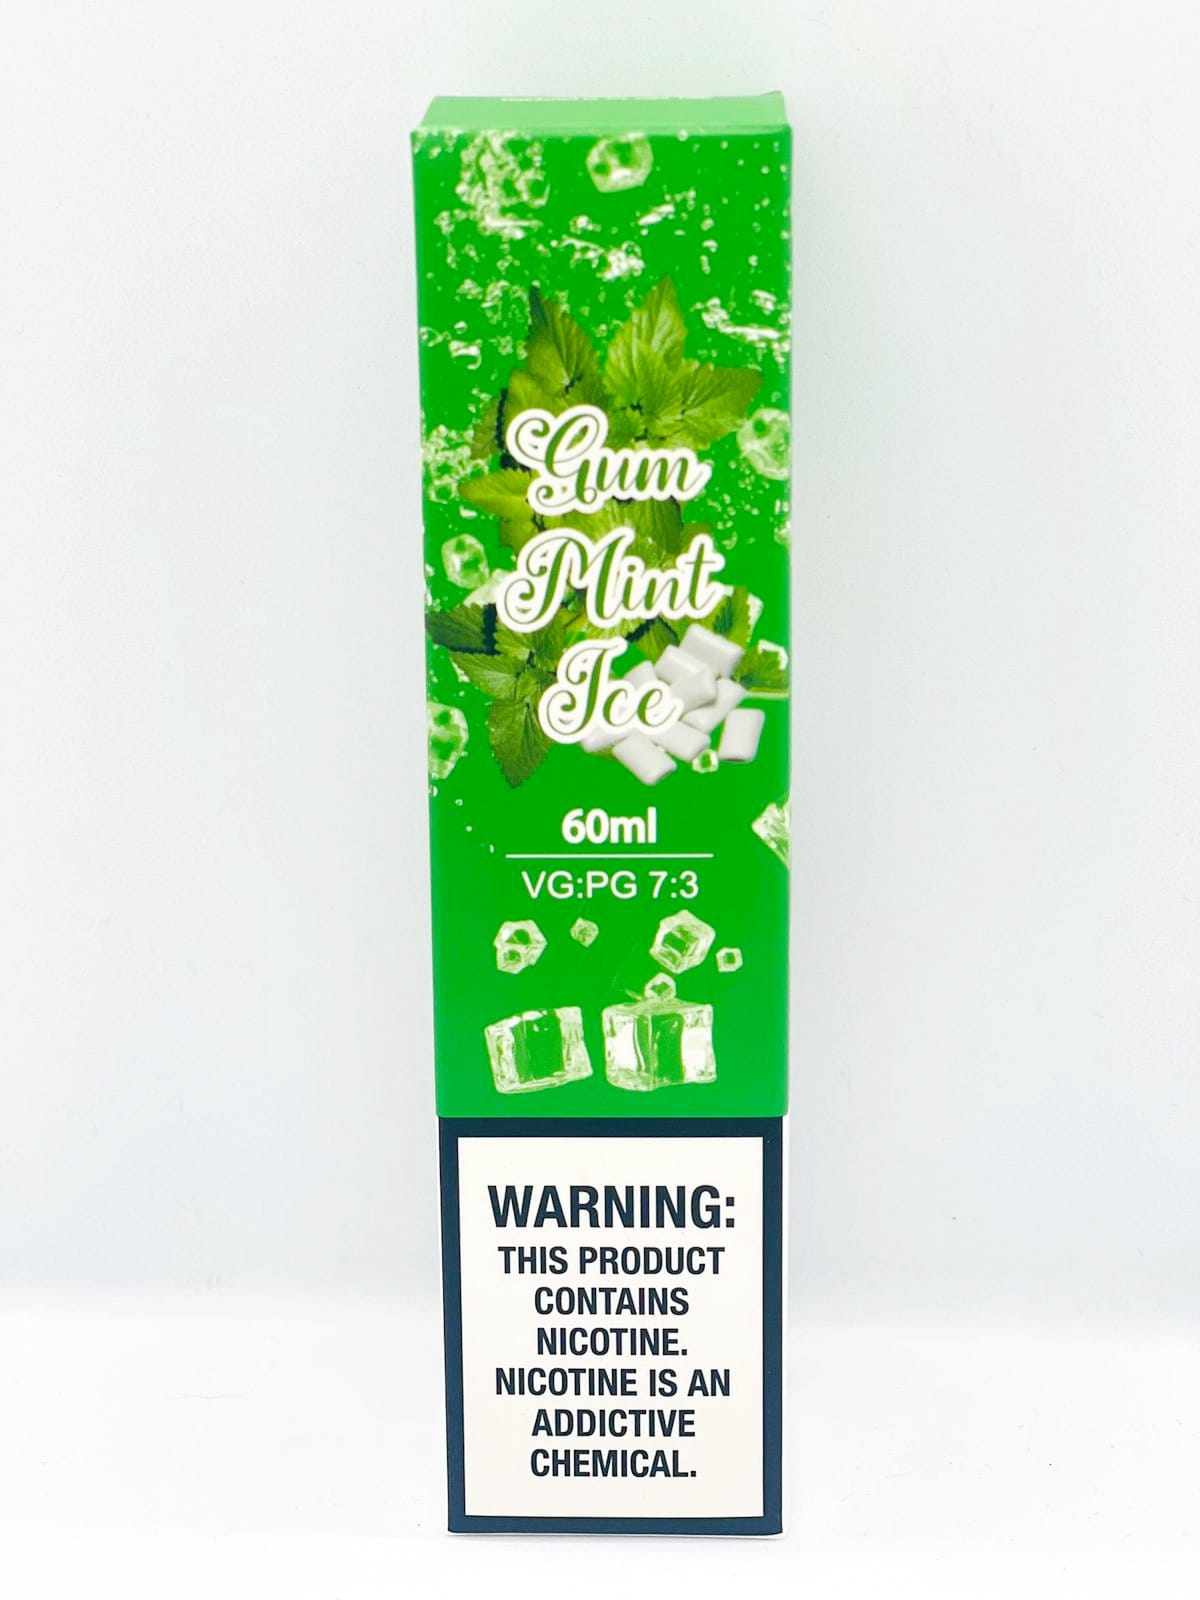 Gum
Mint
Ice
60ml
VG:PG 7:3
WARNING:
THIS PRODUCT
CONTAINS
NICOTINE.
NICOTINE IS AN
ADDICTIVE
CHEMICAL.